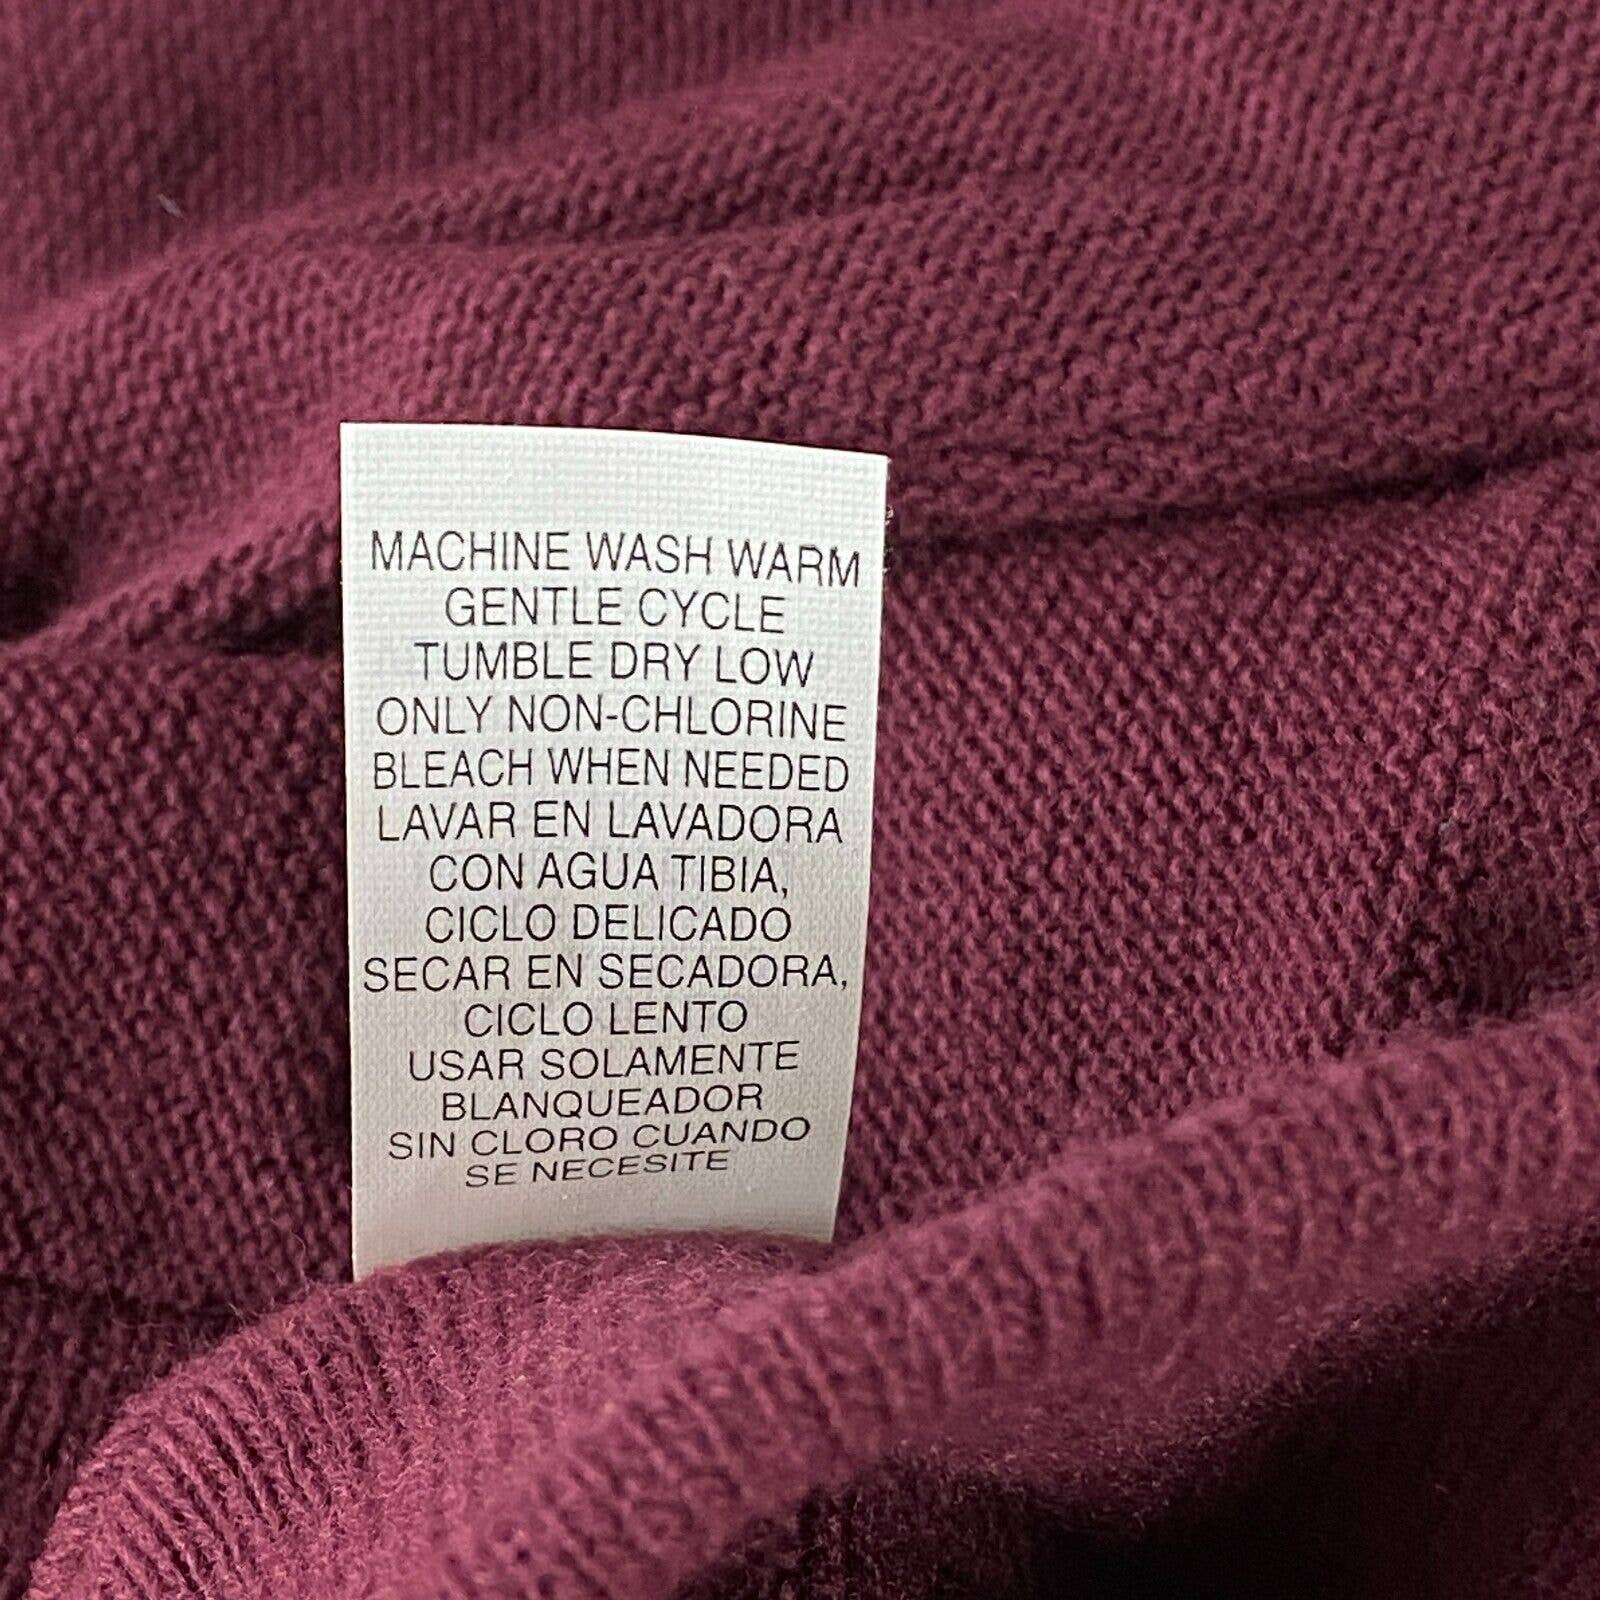 MACHINE WASH WARM
GENTLE CYCLE
TUMBLE DRY LOW
ONLY NON-CHLORINE
BLEACH WHEN NEEDED
LAVAR EN LAVADORA
CON AGUA TIBIA,
CICLO DELICADO
SECAR EN SECADORA,
CICLO LENTO
USAR SOLAMENTE
BLANQUEADOR
SIN CLORO CUANDO
SE NECESITE